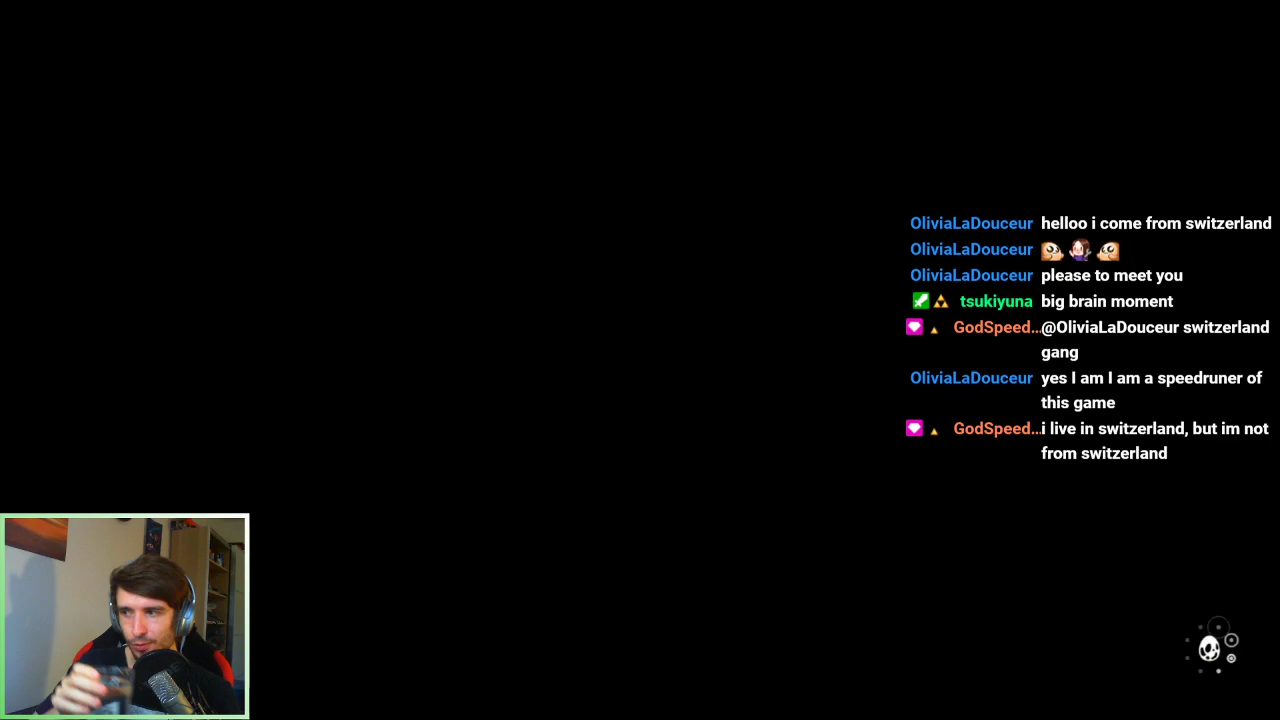 OliviaLaDouceur helloo i come from switzerland
OliviaLaDouceur
OliviaLaDouceur please to meet you
tsukiyuna big brain moment
GodSpeed... @OliviaLaDouceur switzerland
gang
OliviaLaDouceur yes I am I am a speedruner of
this game
GodSpeed... i live in switzerland, but im not
from switzerland